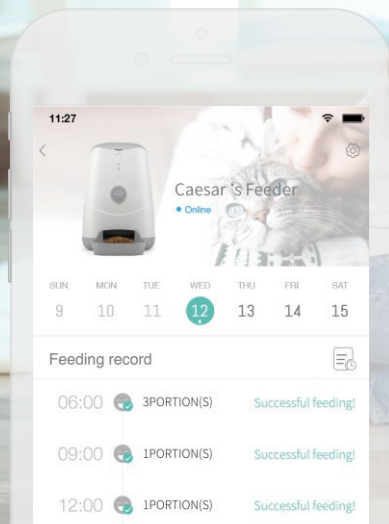 11:27
Caesar 's Feeder
Online
SUN MON TUE WED THU FRI SAT
9 10 11 12 13 14 15
Feeding record
06:00 3PORTION(S) Successful feeding!
09:00 1PORTION(S) Successful feeding!
12:00 1PORTION(S) Successful feeding!